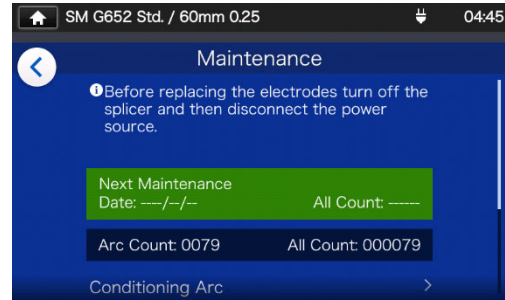 SM G652 Std. / 60mm 0.25 04:45
Maintenance
Before replacing the electrodes turn off the
splicer and then disconnect the power
source.
Next Maintenance
Date: ----/--/-- All Count: ------
Arc Count: 0079 All Count: 000079
Conditioning Arc